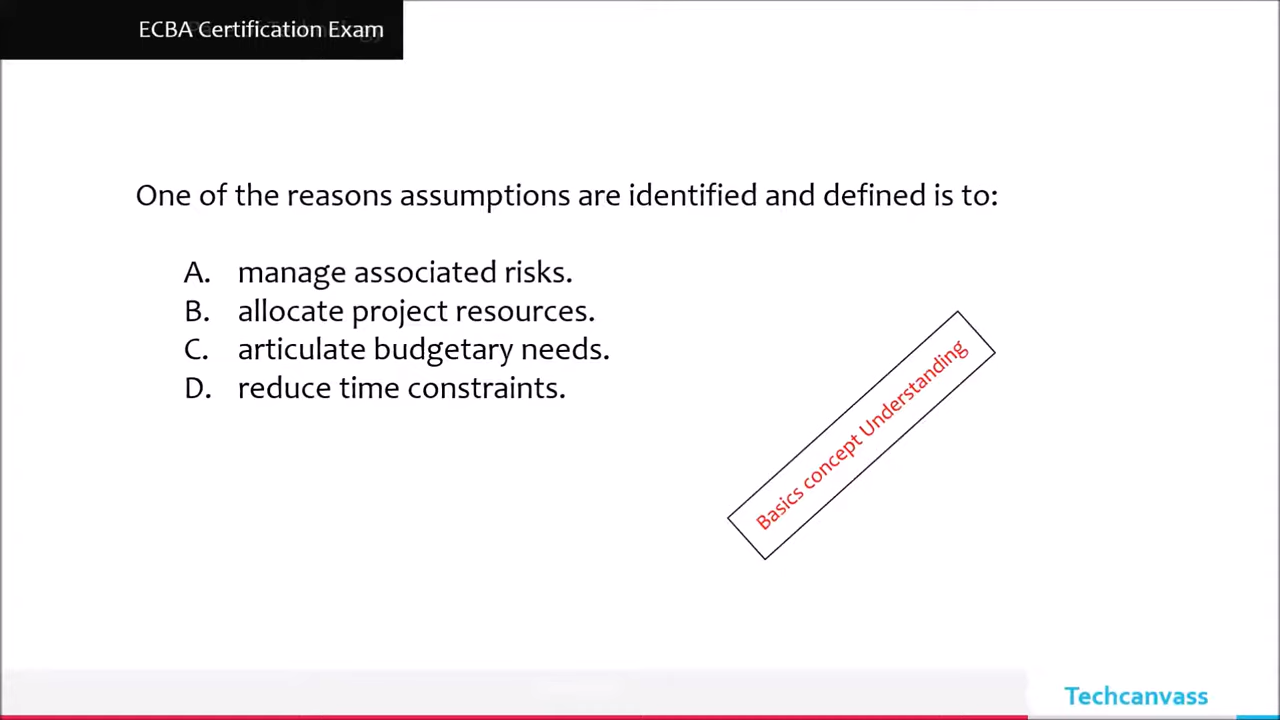 ECBA Certification Exam
One of the reasons assumptions are identified and defined is to:
A. manage associated risks.
B. allocate project resources.
C. articulate budgetary needs.
D. reduce time constraints.
Basics concept Understanding
Techcanvass